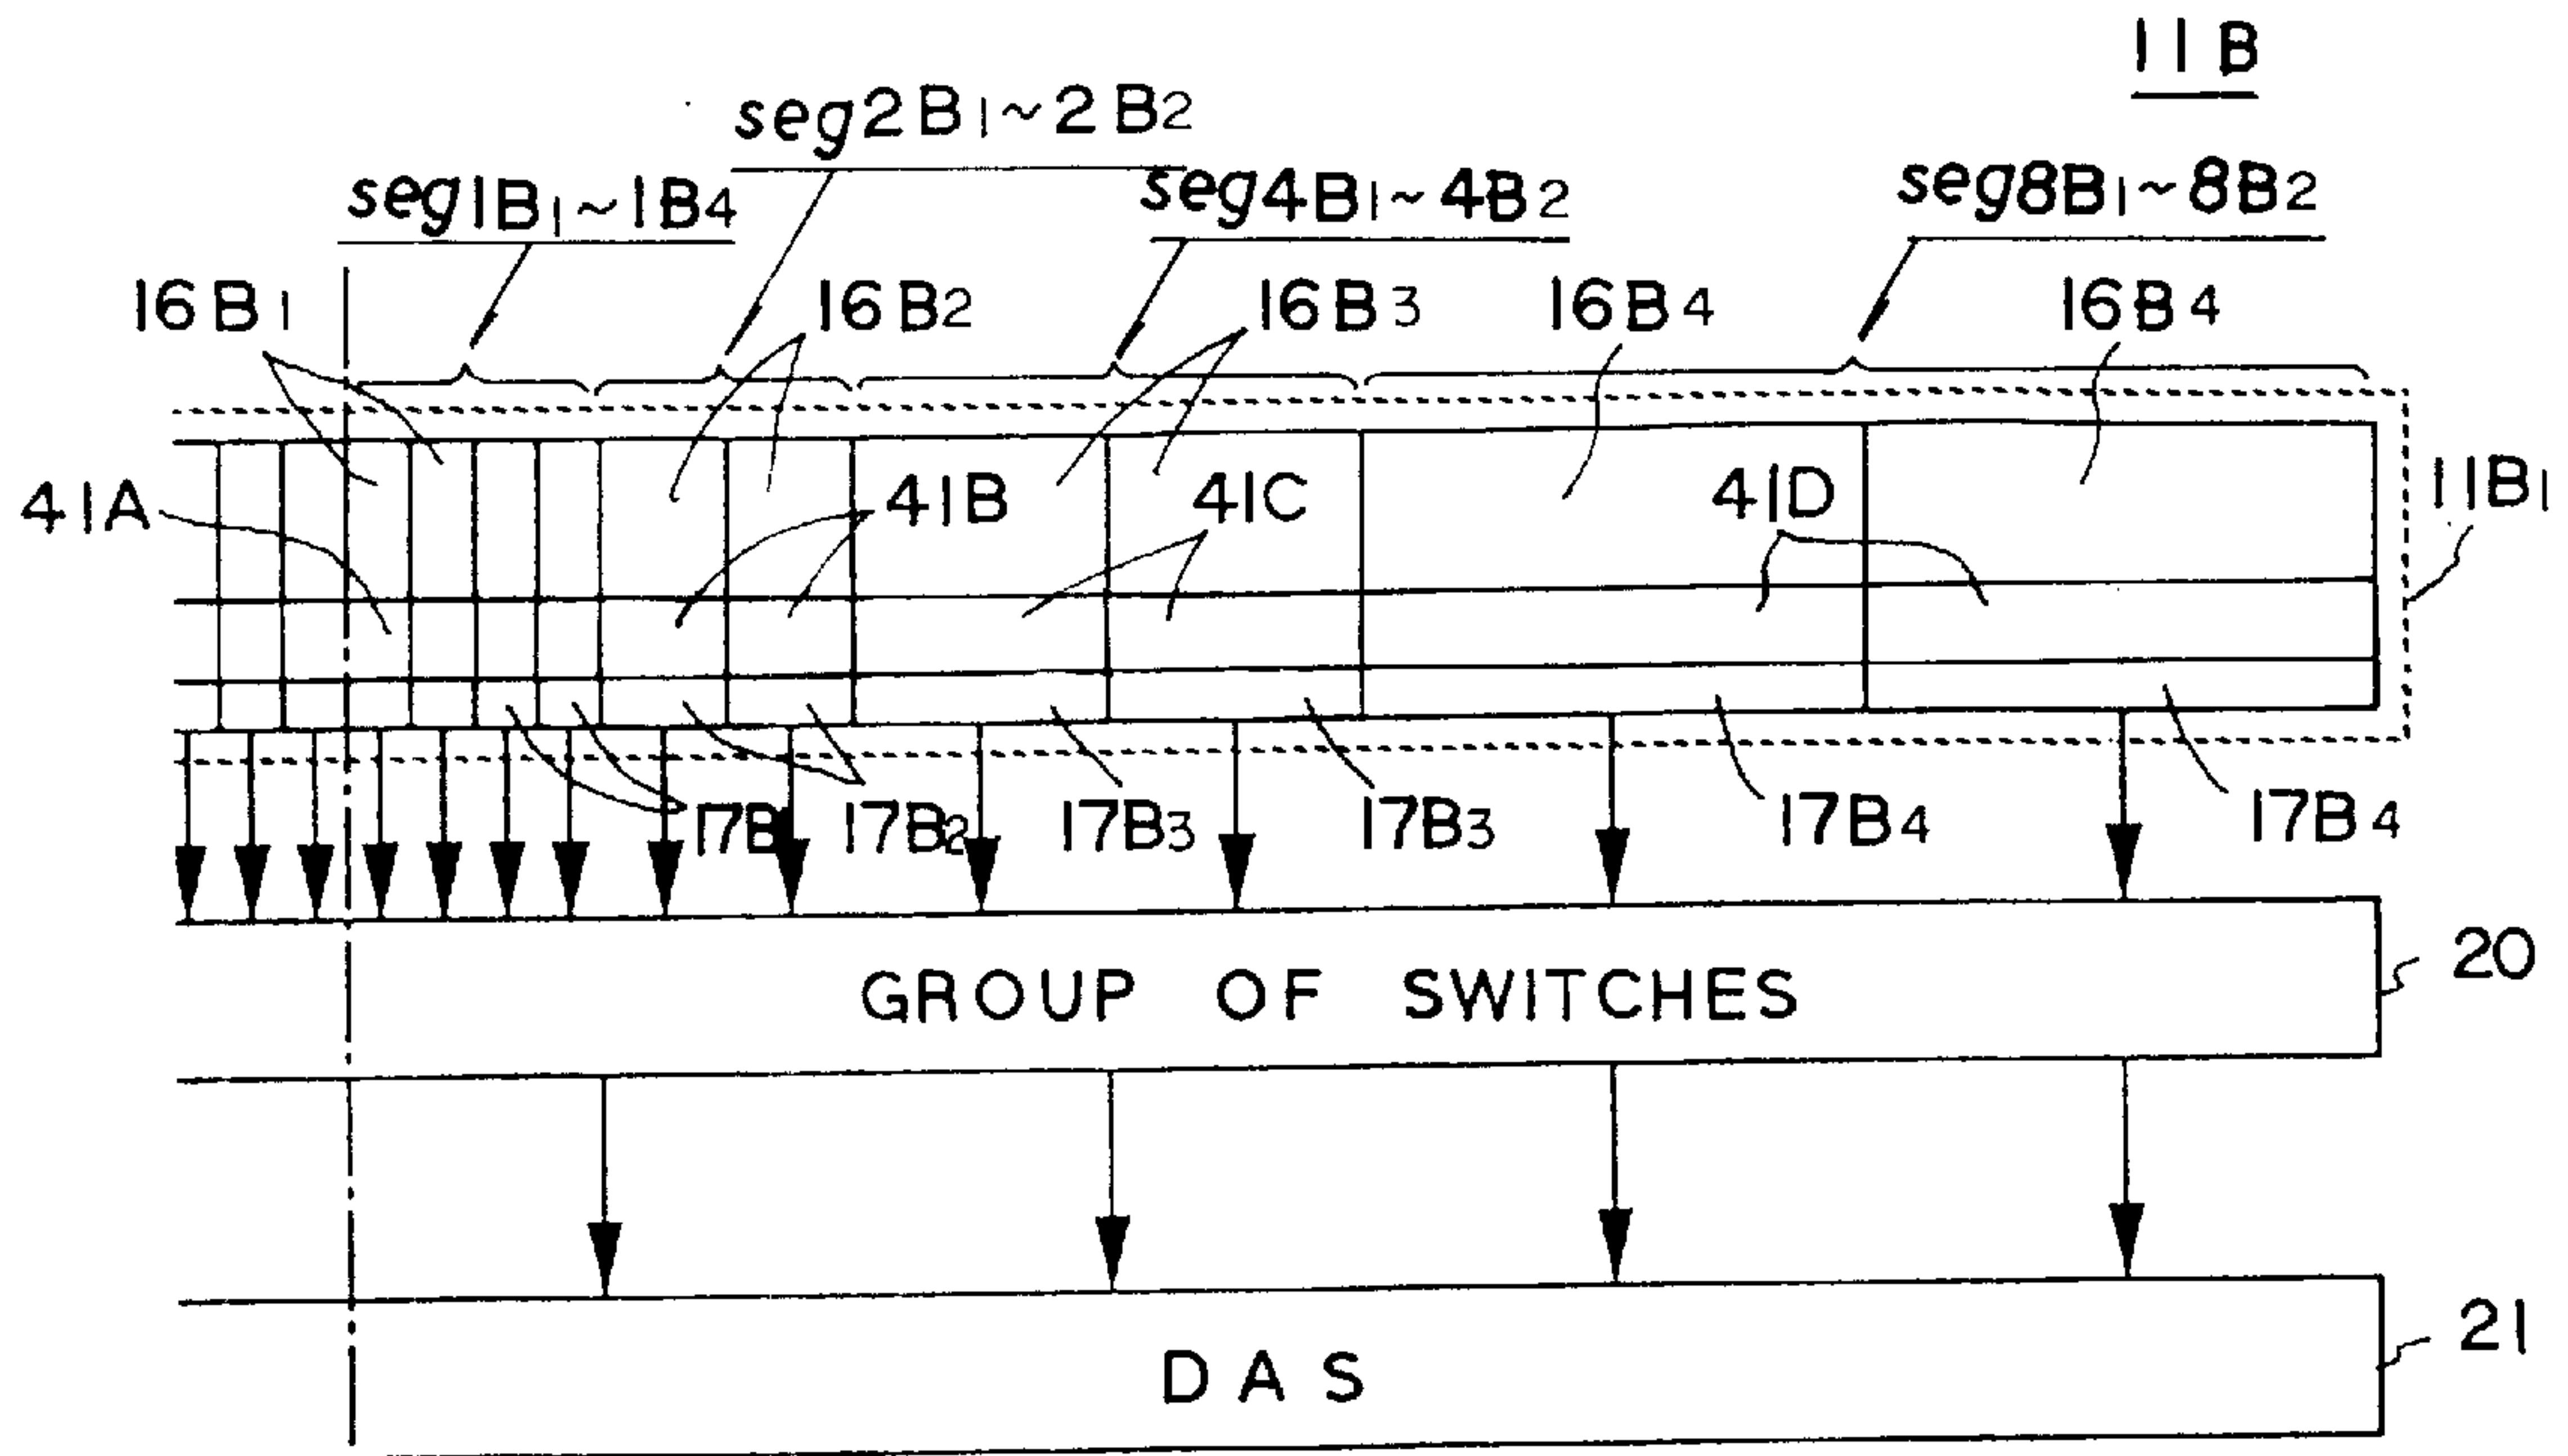 11B
seg2B1~2B2
seg1B1~1B4
seg4B1~4B2
seg8B1~8B2
16B1
16B2
16B3
16B4
16B4
41A
41B
41C
41D
11B1
17B
17B2
17B3
17B3
17B4
17B4
GROUP OF SWITCHES
20
DAS
21